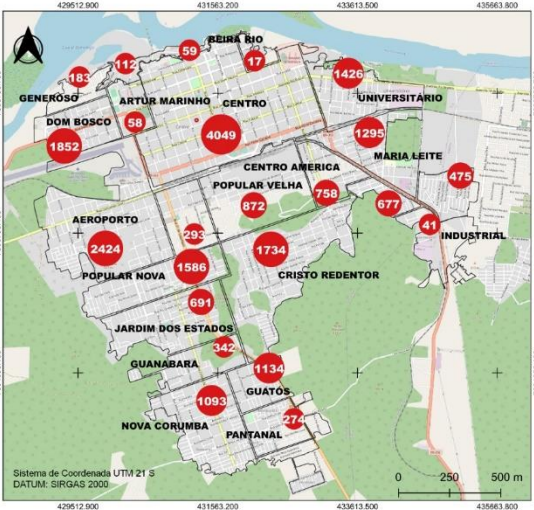 429512.900 431563.200 433613.500 435663.800
BEIRA RIO
59
17
112
183
1426
GENEROSO
ARTUR MARINHO
CENTRO
UNIVERSITÁRIO
DOM BOSCO
58
4049
1295
1852
MARIA LEITE
CENTRO AMERICA
475
POPULAR VELHA
758
872
677
AEROPORTO
293
41
INDUSTRIAL
2424
1734
1586
POPULAR NOVA
CRISTO REDENTOR
691
JARDIM DOS ESTADOS
342
GUANABARA
1134
GUATÓS
1093
274
NOVA CORUMBA
PANTANAL
Sistema de Coordenada UTM 21 S
DATUM: SIRGAS 2000
0 250 500 m
429512.900 431563.200 433613.500 435663.800